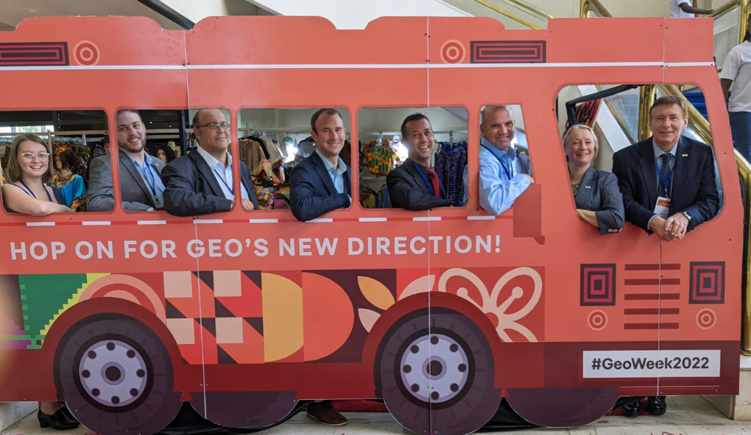 HOP ON FOR GEO'S NEW DIRECTION!
#GeoWeek2022